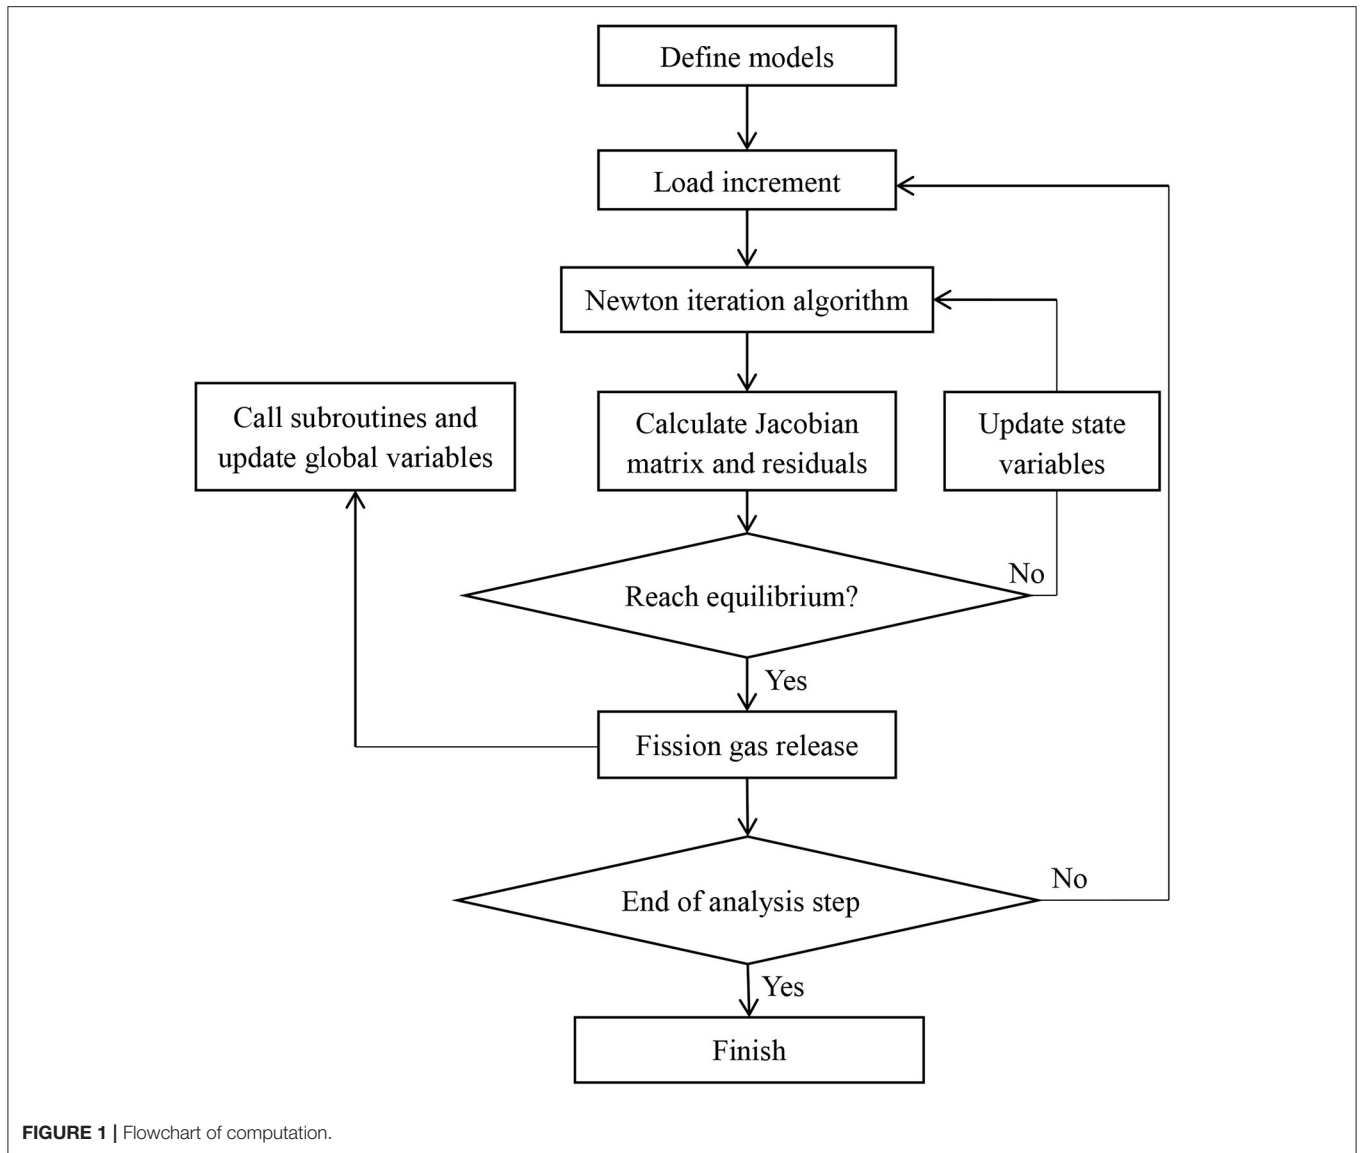 Define models
Load increment
Newton iteration algorithm
Call subroutines and
update global variables
Calculate Jacobian
matrix and residuals
Update state
variables
Reach equilibrium?
No
Yes
Fission gas release
End of analysis step
No
Yes
Finish
FIGURE 1 | Flowchart of computation.